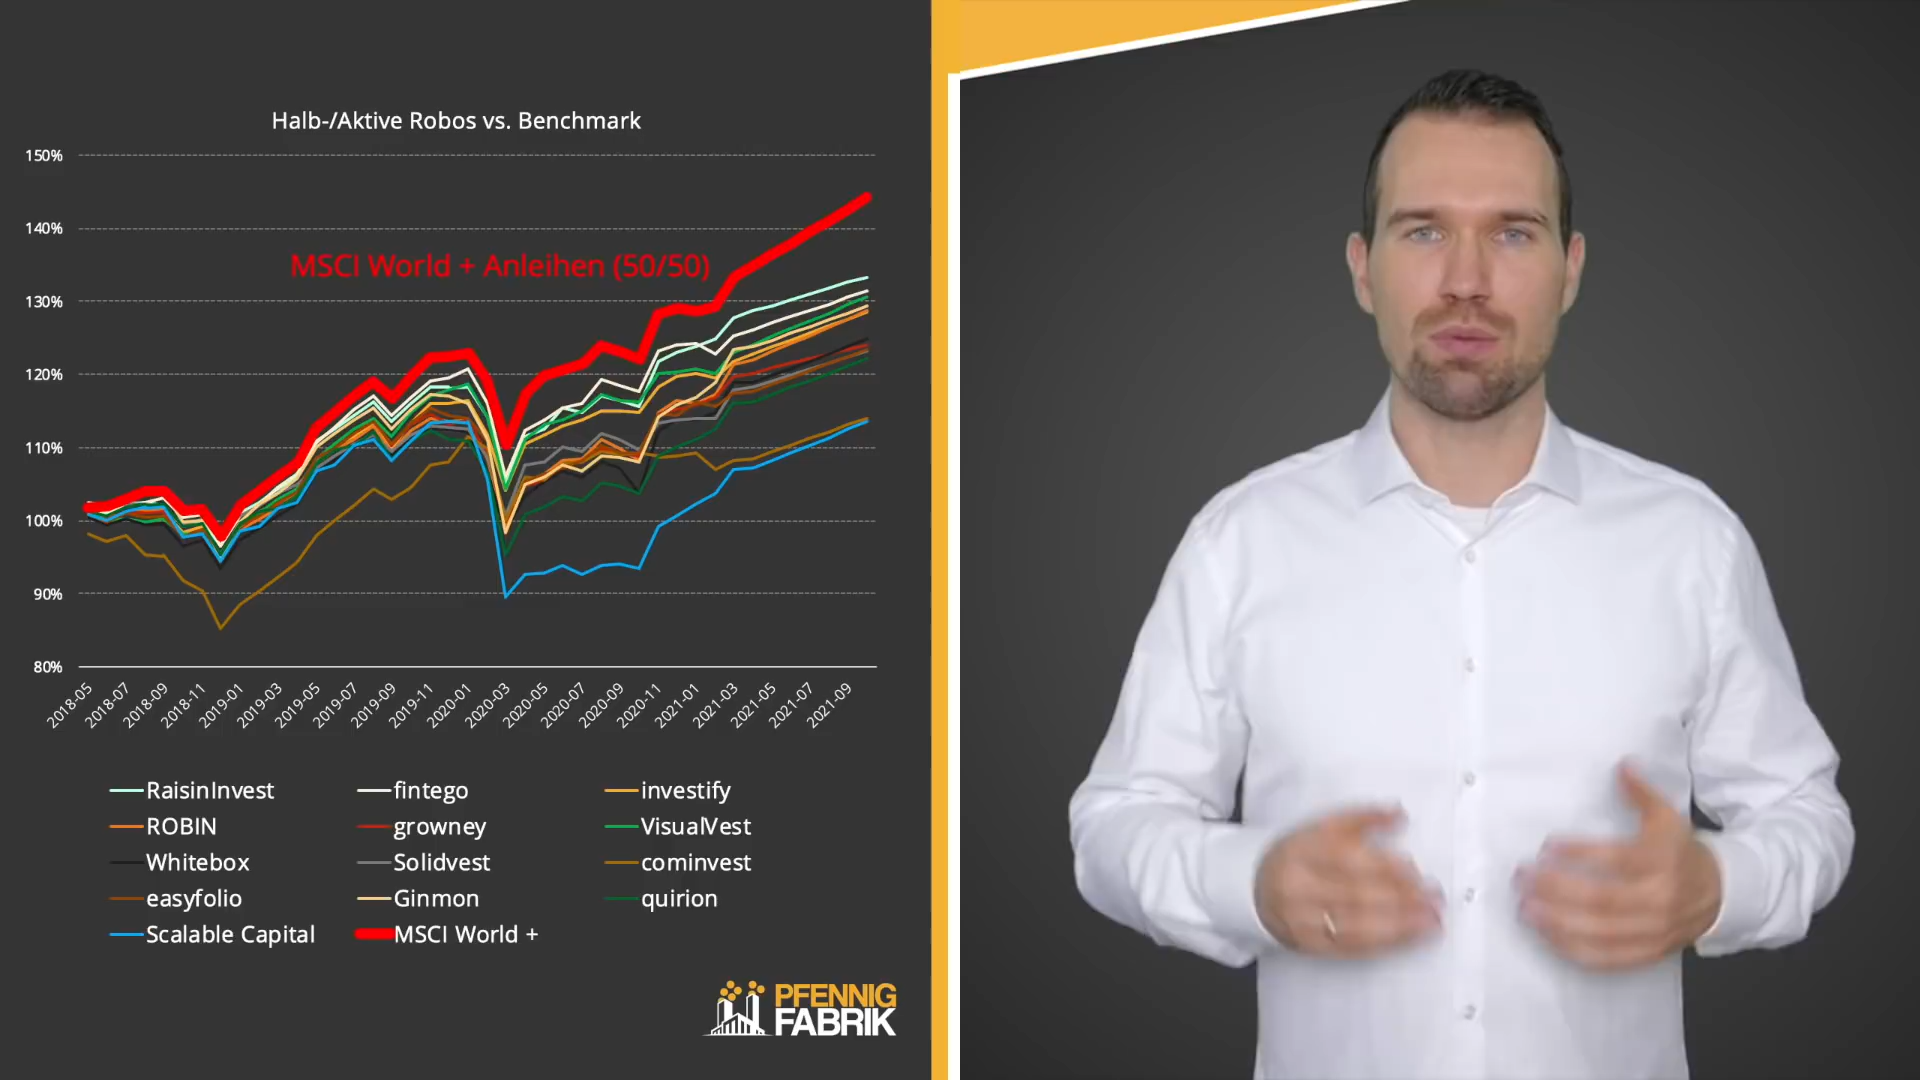 Halb-/Aktive Robos vs. Benchmark
150%
140%
MSCI World + Anleihen (50/50)
130%
120%
110%
100%
90%
80%
2018-05 2018-07 2018-09 2018-11 2019-01 2019-03 2019-05 2019-07 2019-09 2019-11 2020-01 2020-03 2020-05 2020-07 2020-09 2020-11 2021-01 2021-03 2021-05 2021-07 2021-09
RaisinInvest fintego investify
ROBIN growney VisualVest
Whitebox Solidvest cominvest
easyfolio Ginmon quirion
Scalable Capital MSCI World +
PFENNIG
FABRIK